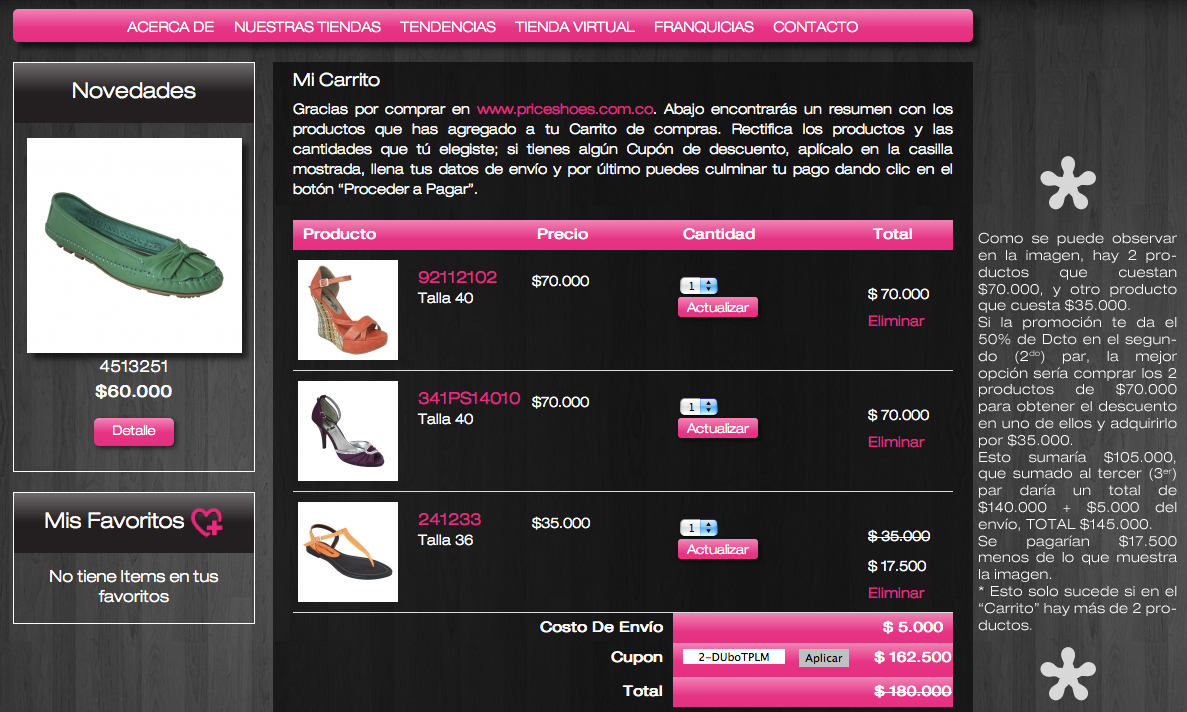 ACERCA DE NUESTRAS TIENDAS TENDENCIAS TIENDA VIRTUAL FRANQUICIAS CONTACTO
Novedades
4513251
$60.000
Detalle
Mis Favoritos
No tiene Items en tus
favoritos
Mi Carrito
Gracias por comprar en www.priceshoes.com.co. Abajo encontrarás un resumen con los
productos que has agregado a tu Carrito de compras. Rectifica los productos y las
cantidades que tú elegiste; si tienes algún Cupón de descuento, aplícalo en la casilla
mostrada, llena tus datos de envío y por último puedes culminar tu pago dando clic en el
botón “Proceder a Pagar”.
Producto Precio Cantidad Total
92112102 $70.000 1 $ 70.000
Talla 40 Actualizar
Eliminar
341PS14010 $70.000 1 $ 70.000
Talla 40 Actualizar
Eliminar
241233 $35.000 1 $ 35.000
Talla 36 Actualizar
$ 17.500
Eliminar
Costo De Envío $ 5.000
Cupon 2-DUboTPLM Aplicar $ 162.500
Total $ 180.000
*
Como se puede observar
en la imagen, hay 2 pro-
ductos que cuestan
$70.000, y otro producto
que cuesta $35.000.
Si la promoción te da el
50% de Dcto en el segun-
do (2do) par, la mejor
opción sería comprar los 2
productos de $70.000
para obtener el descuento
en uno de ellos y adquirirlo
por $35.000.
Esto sumaría $105.000,
que sumado al tercer (3er)
par daría un total de
$140.000 + $5.000 del
envío, TOTAL $145.000.
Se pagarían $17.500
menos de lo que muestra
la imagen.
* Esto solo sucede si en el
“Carrito” hay más de 2 pro-
ductos.
*